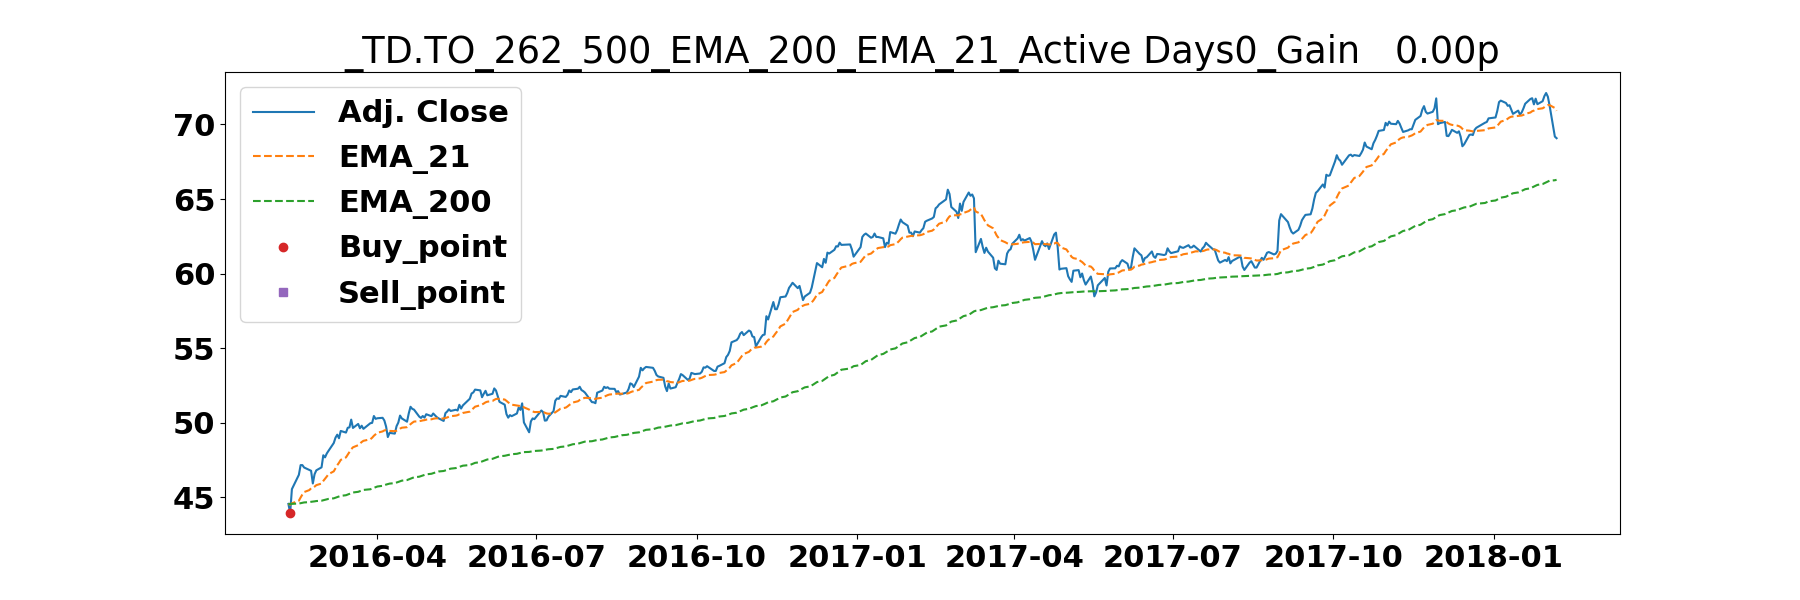 _TD.TO_262_500_EMA_200_EMA_21_Active Days0_Gain   0.00p
Adj. Close
EMA_21
EMA_200
Buy_point
Sell_point
70
65
60
55
50
45
2016-04 2016-07 2016-10 2017-01 2017-04 2017-07 2017-10 2018-01